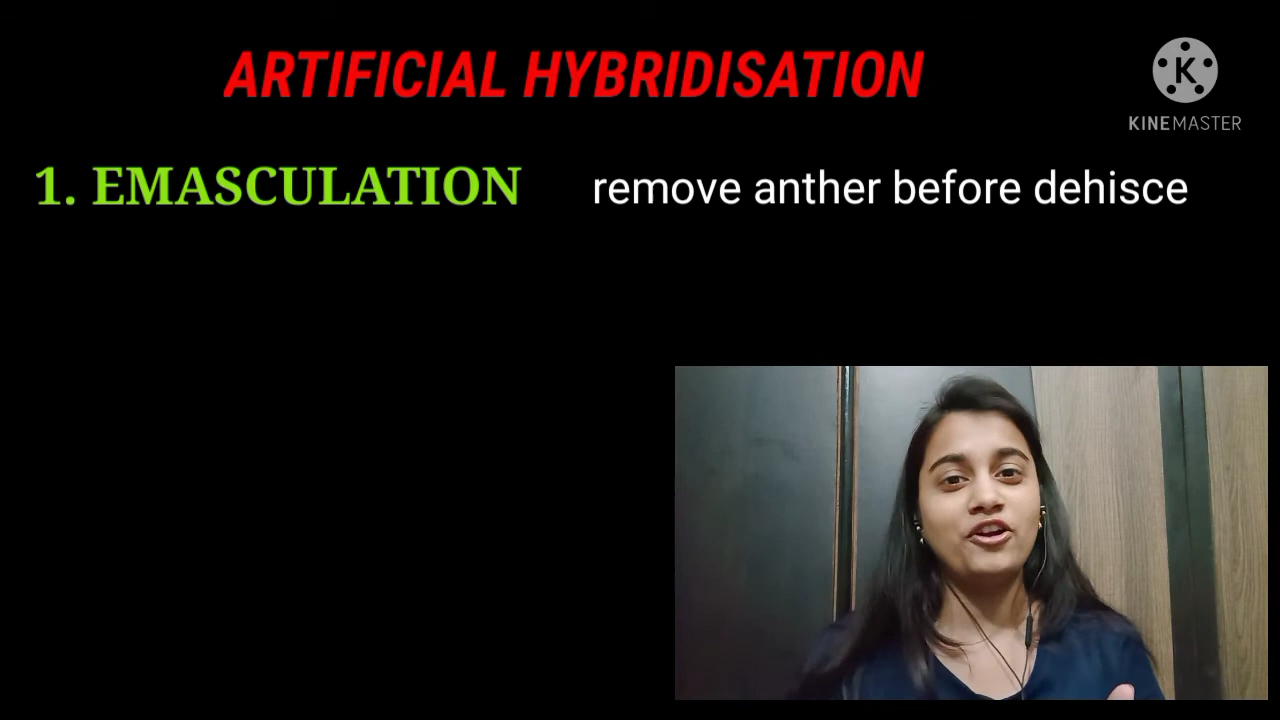 ARTIFICIAL HYBRIDISATION
K
KINEMASTER
1. EMASCULATION remove anther before dehisce